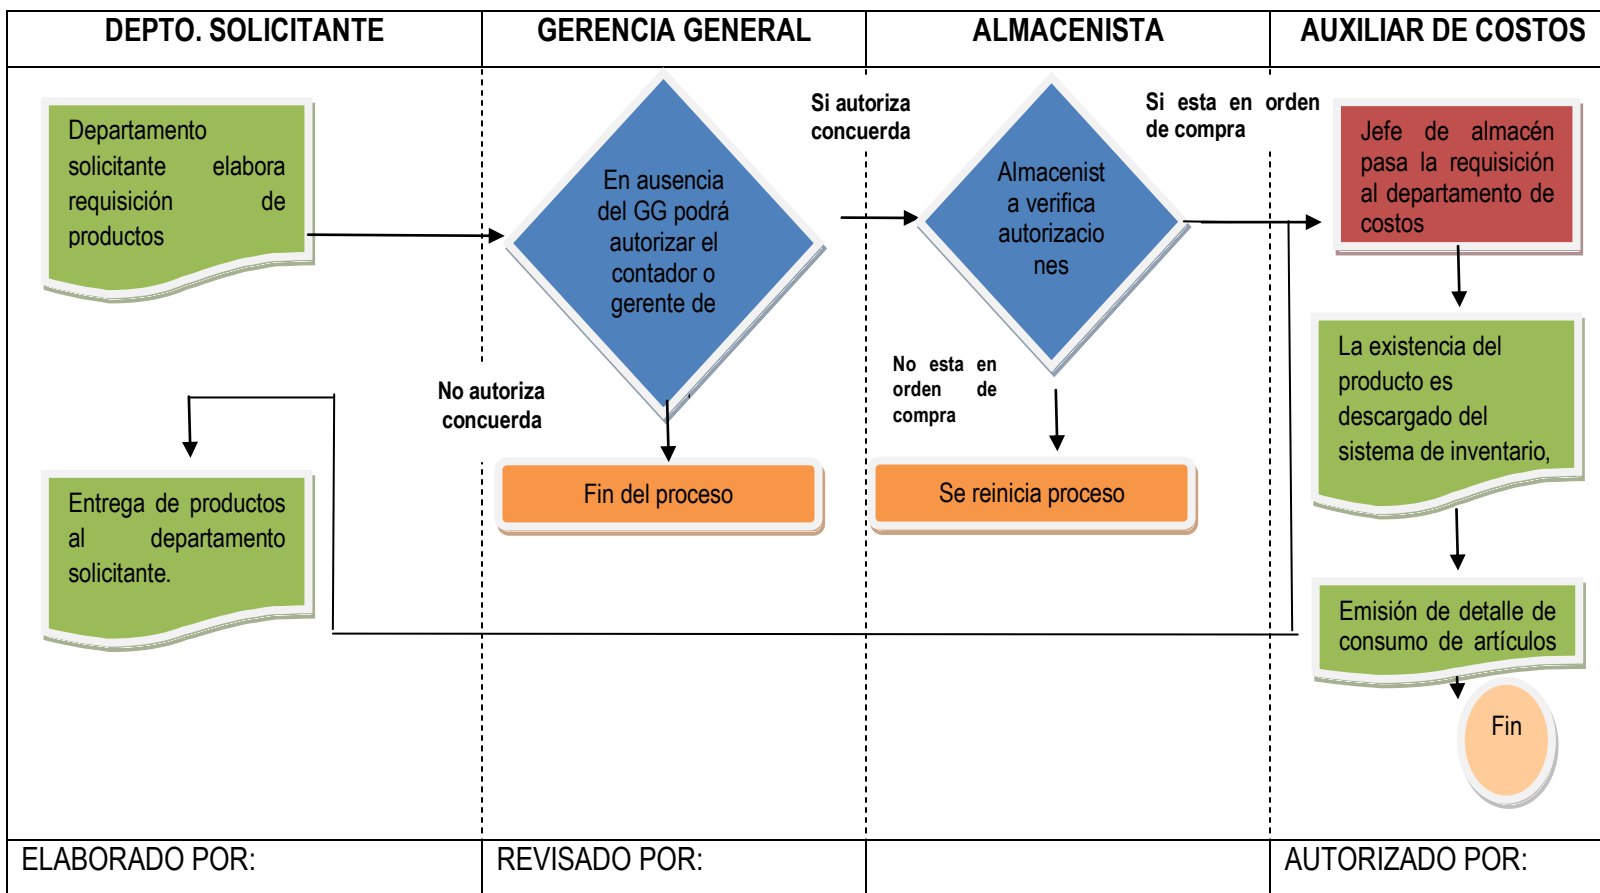 DEPTO. SOLICITANTE
GERENCIA GENERAL
ALMACENISTA
AUXILIAR DE COSTOS
Departamento
solicitante elabora
requisición de
productos
En ausencia
del GG podrá
autorizar el
contador o
gerente de
Si autoriza
concuerda
Almacenist
a verifica
autorizacio
nes
Si esta en orden
de compra
Jefe de almacén
pasa la requisición
al departamento de
costos
No autoriza
concuerda
No esta en
orden de
compra
La existencia del
producto es
descargado del
sistema de inventario,
Entrega de productos
al departamento
solicitante.
Fin del proceso
Se reinicia proceso
Emisión de detalle de
consumo de artículos
Fin
ELABORADO POR:
REVISADO POR:
AUTORIZADO POR: